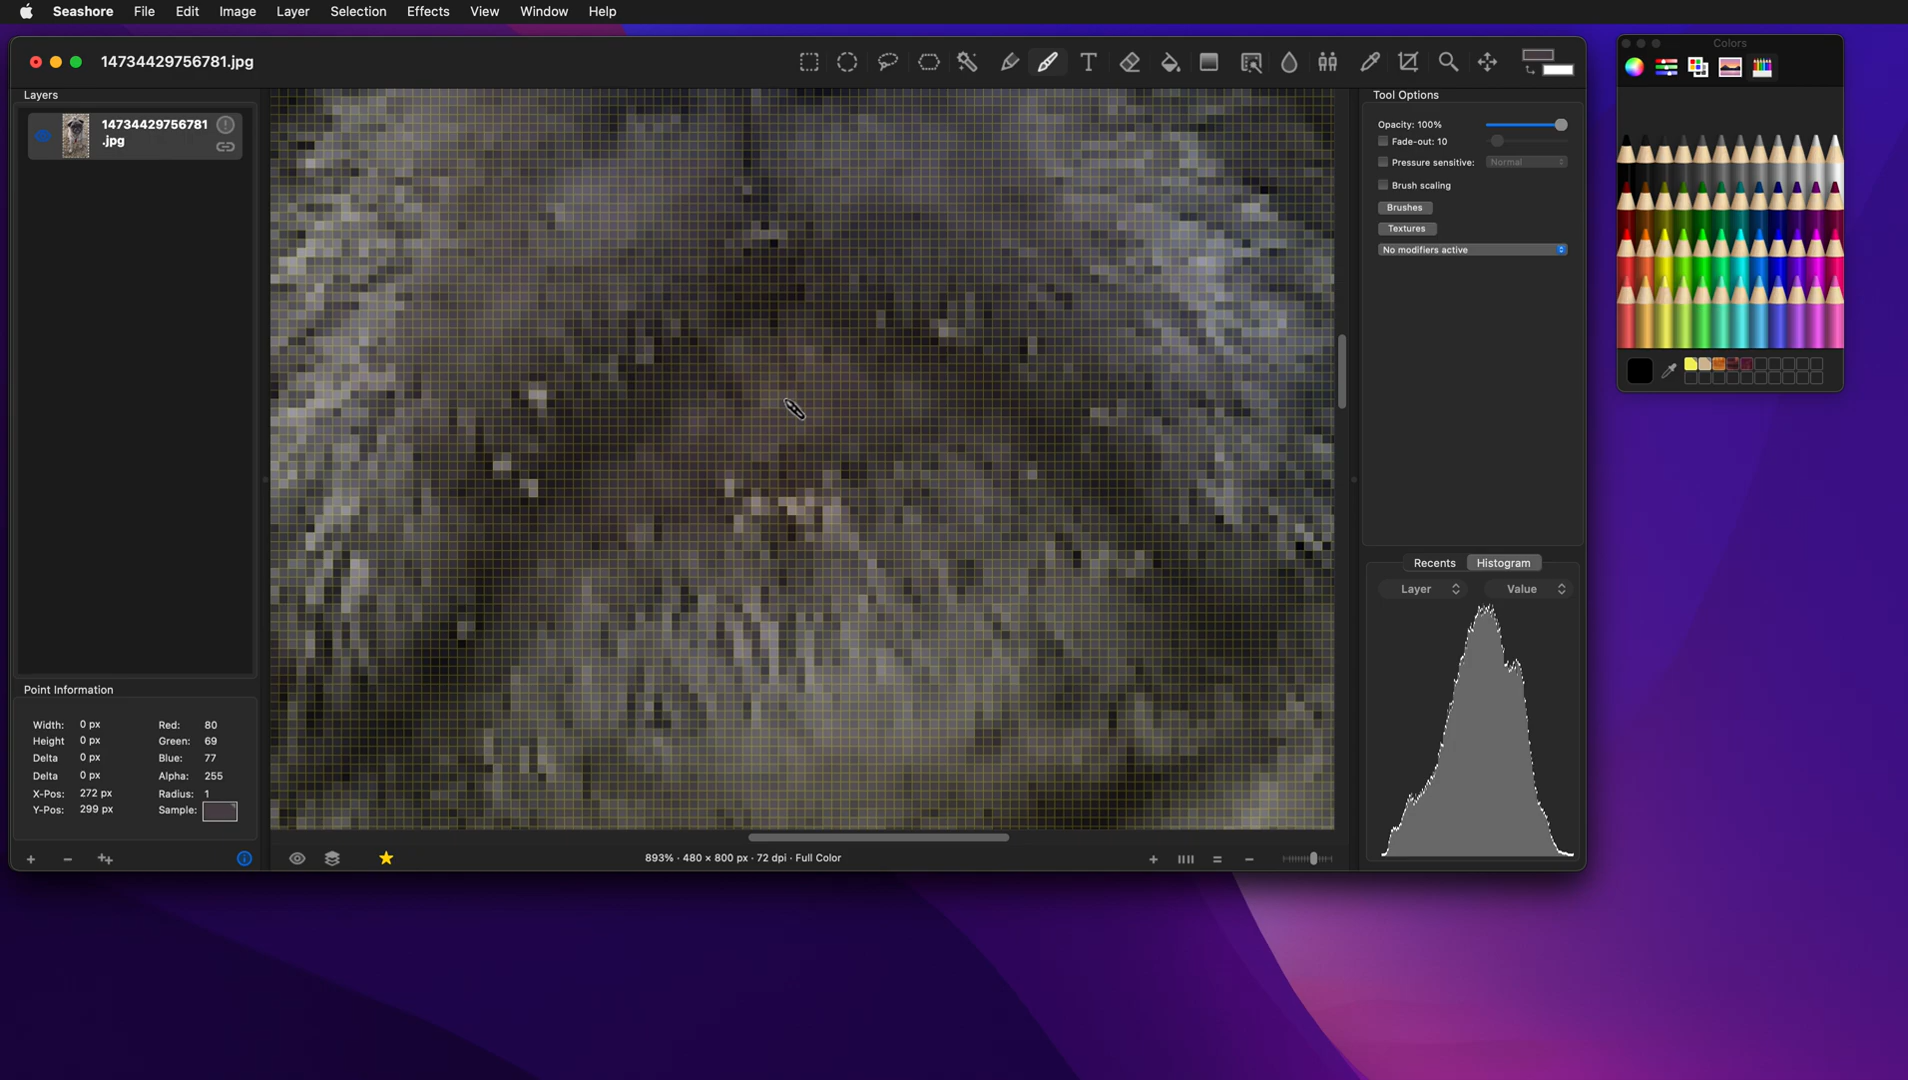 Seashore File Edit Image Layer Selection Effects View Window Help
14734429756781.jpg
Colors
Layers
14734429756781
.jpg
Tool Options
Opacity: 100%
Fade-out: 10
Pressure sensitive: Normal
Brush scaling
Brushes
Textures
No modifiers active
Recents Histogram
Layer Value
Point Information
Width: 0 px Red: 80
Height 0 px Green: 69
Delta 0 px Blue: 77
Delta 0 px Alpha: 255
X-Pos: 272 px Radius: 1
Y-Pos: 299 px Sample:
893% · 480 × 800 px · 72 dpi · Full Color